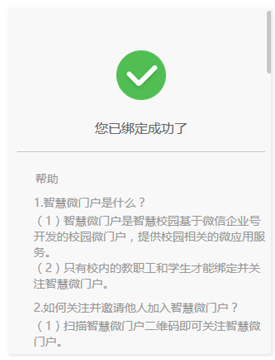 您已绑定成功了
帮助
1.智慧微门户是什么？
（1）智慧微门户是智慧校园基于微信企业号
开发的校园微门户，提供校园相关的微应用服
务。
（2）只有校内的教职工和学生才能绑定并关
注智慧微门户。
2.如何关注并邀请他人加入智慧微门户？
（1）扫描智慧微门户二维码即可关注智慧微
门户。